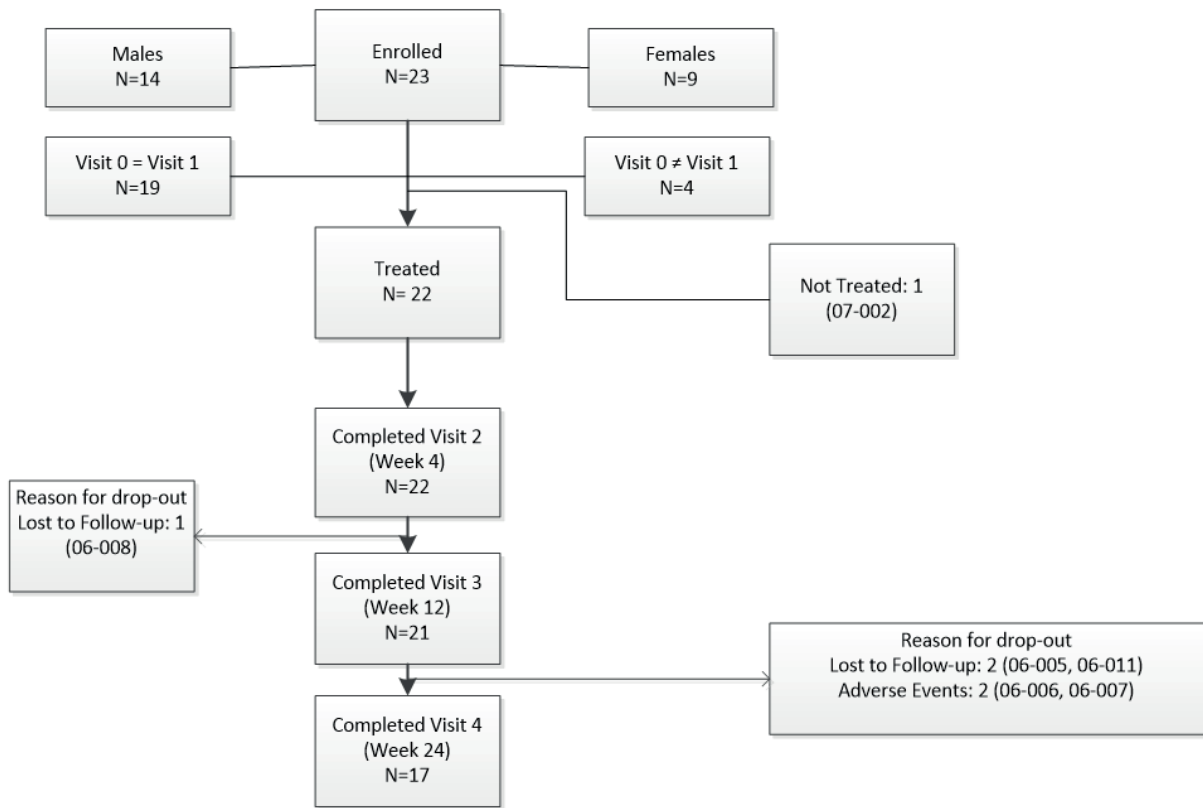 Males
N=14
Enrolled
N=23
Females
N=9
Visit 0 = Visit 1
N=19
Visit 0 ≠ Visit 1
N=4
Treated
N= 22
Not Treated: 1
(07-002)
Completed Visit 2
(Week 4)
N=22
Reason for drop-out
Lost to Follow-up: 1
(06-008)
Completed Visit 3
(Week 12)
N=21
Reason for drop-out
Lost to Follow-up: 2 (06-005, 06-011)
Adverse Events: 2 (06-006, 06-007)
Completed Visit 4
(Week 24)
N=17